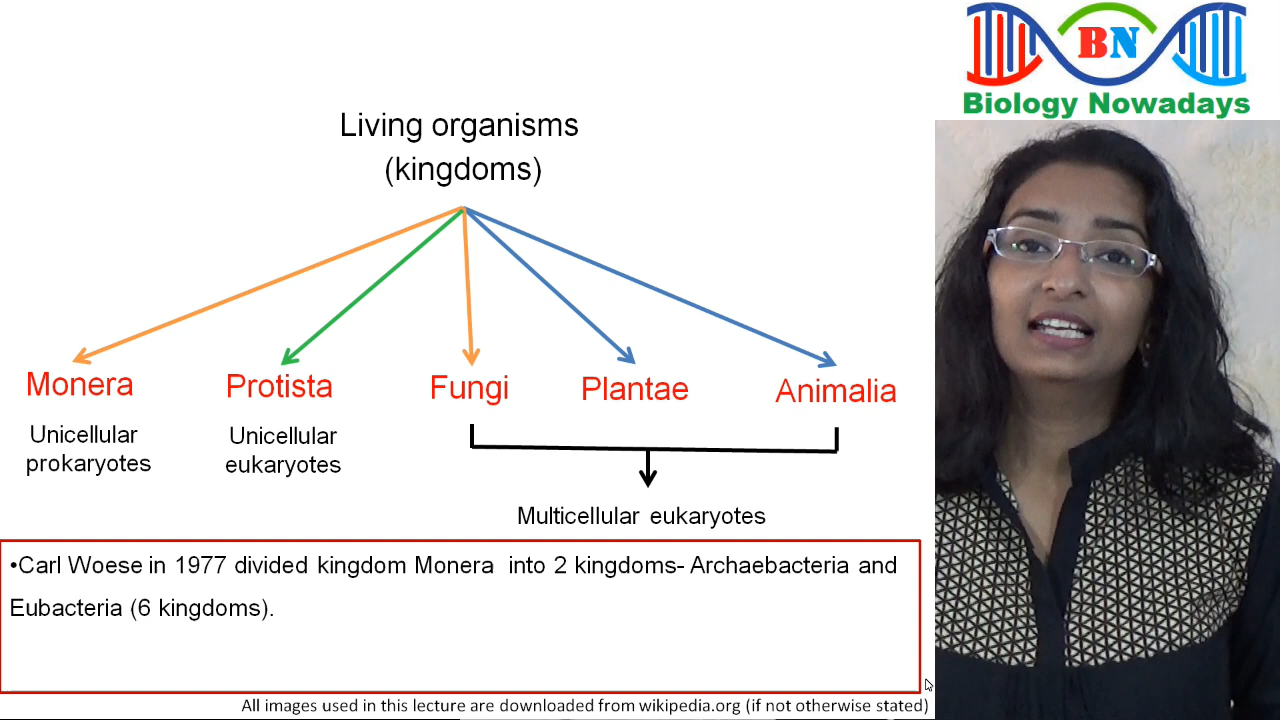 BN
Biology Nowadays
Living organisms
(kingdoms)
Monera
Protista
Fungi
Plantae
Animalia
Unicellular
prokaryotes
Unicellular
eukaryotes
Multicellular eukaryotes
•Carl Woese in 1977 divided kingdom Monera into 2 kingdoms- Archaebacteria and
Eubacteria (6 kingdoms).
All images used in this lecture are downloaded from wikipedia.org (if not otherwise stated)